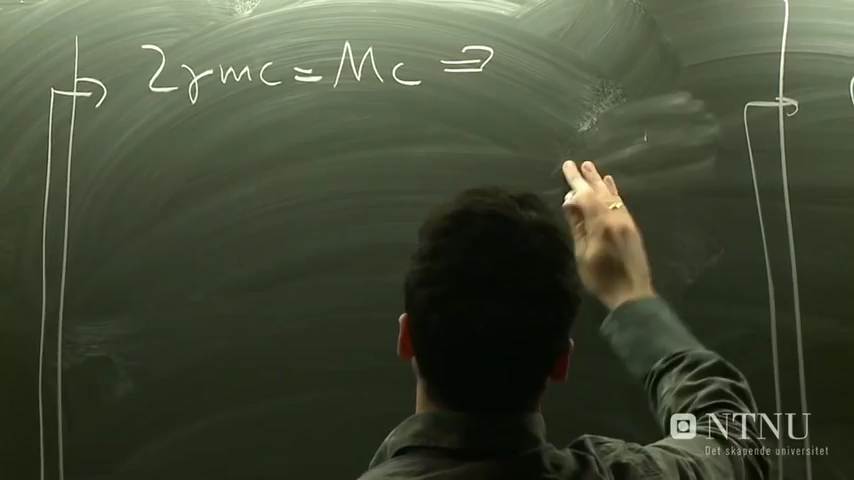 2γmc = Mc ⇒
NTNU
Det skapende universitet